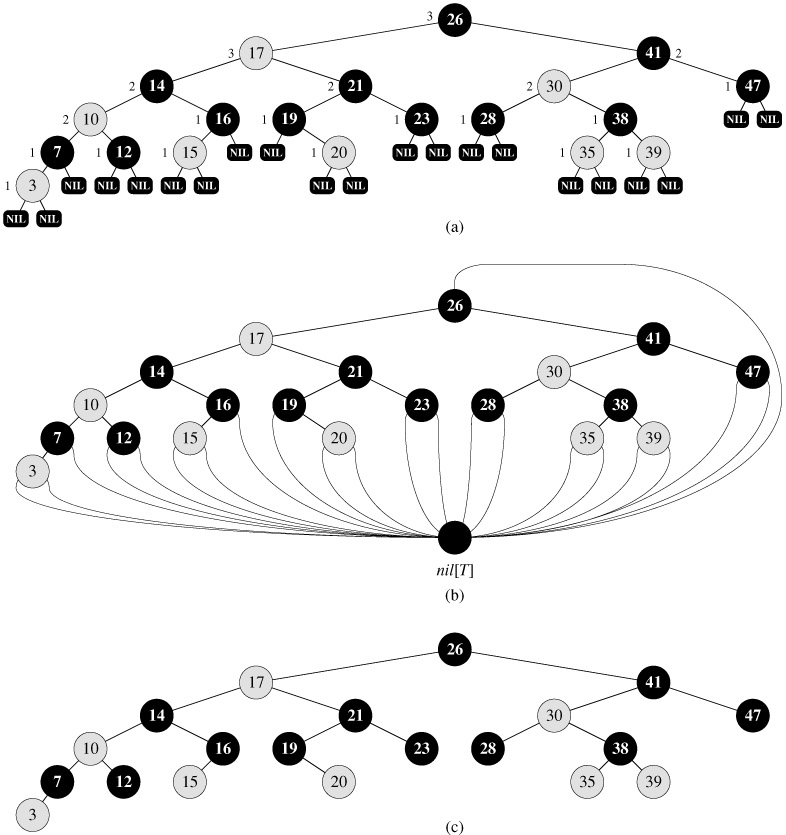 3 26
3 17 41 2
2 14 2 21 2 30 1 47
2 10 1 16 1 19 1 23 1 28 1 38 NIL NIL
1 7 1 12 1 15 NIL NIL 1 20 NIL NIL NIL NIL 1 35 1 39
1 3 NIL NIL NIL NIL NIL NIL NIL NIL NIL NIL NIL
NIL NIL
(a)
26
17 41
14 21 30 47
10 16 19 23 28 38
7 12 15 20 35 39
3
nil[T]
(b)
26
17 41
14 21 30 47
10 16 19 23 28 38
7 12 15 20 35 39
3
(c)